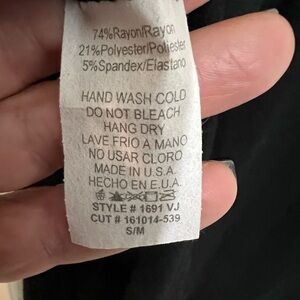 74%Rayon/Rayon
21%Polyester/Poliester
5%Spandex/Elastano
HAND WASH COLD
DO NOT BLEACH
HANG DRY
LAVE FRIO A MANO
NO USAR CLORO
MADE IN U.S.A.
HECHO EN E.U.A.
STYLE # 1691 VJ
CUT # 161014-539
S/M